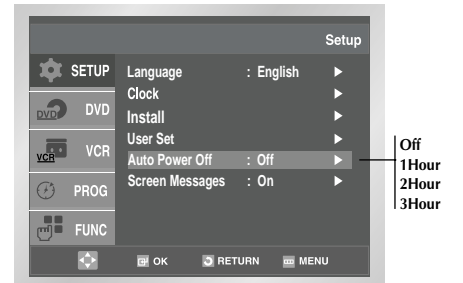 Setup
SETUP
DVD DVD
VCR VCR
PROG
FUNC
Language : English
Clock
Install
User Set
Auto Power Off : Off
Screen Messages : On
Off
1Hour
2Hour
3Hour
OK RETURN MENU